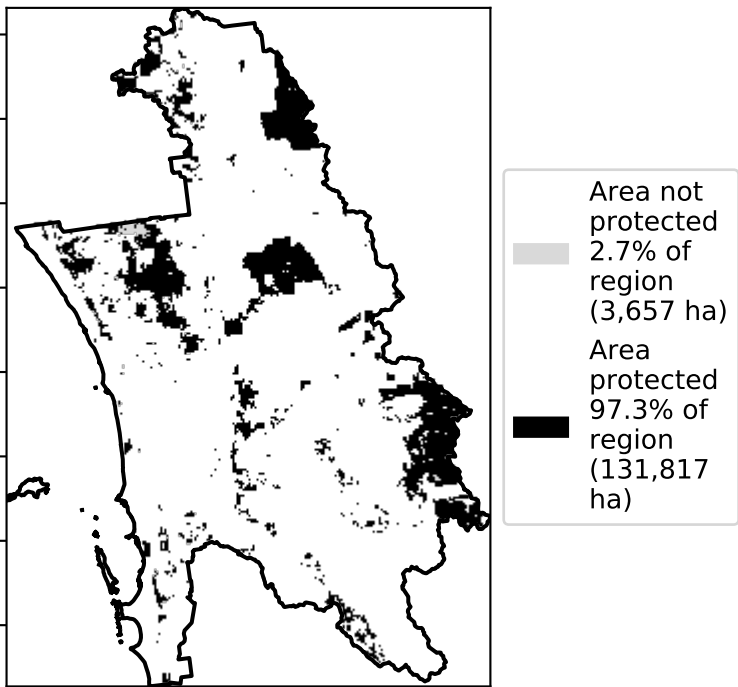 Area not
protected
2.7% of
region
(3,657 ha)
Area
protected
97.3% of
region
(131,817
ha)